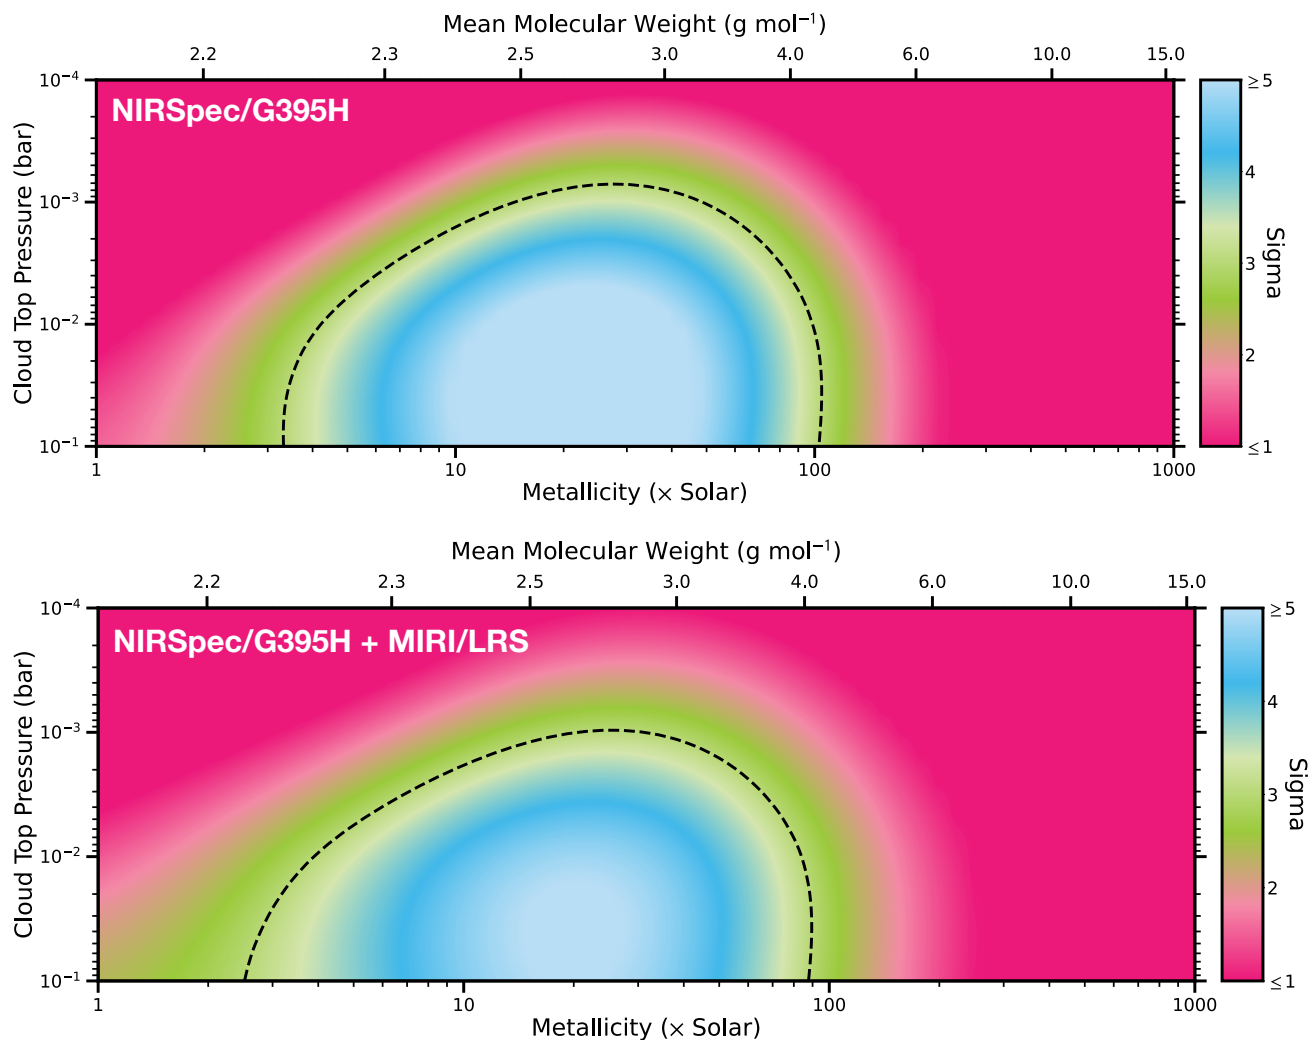 Mean Molecular Weight (g mol⁻¹)
2.2 2.3 2.5 3.0 4.0 6.0 10.0 15.0
NIRSpec/G395H
10⁻⁴
10⁻³
10⁻²
10⁻¹
Cloud Top Pressure (bar)
1 10 100 1000
Metallicity (× Solar)
≥5
4
3
2
≤1
Sigma
Mean Molecular Weight (g mol⁻¹)
2.2 2.3 2.5 3.0 4.0 6.0 10.0 15.0
NIRSpec/G395H + MIRI/LRS
10⁻⁴
10⁻³
10⁻²
10⁻¹
Cloud Top Pressure (bar)
1 10 100 1000
Metallicity (× Solar)
≥5
4
3
2
≤1
Sigma